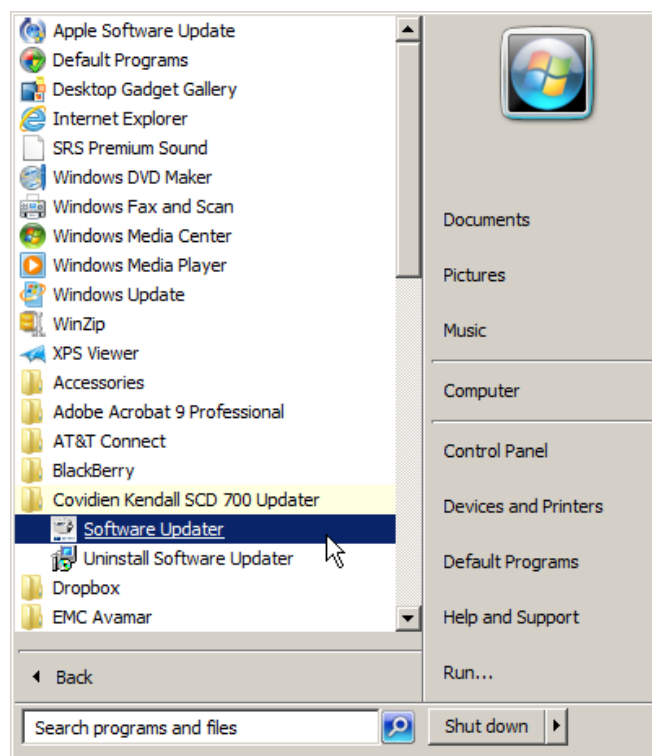 Apple Software Update
Default Programs
Desktop Gadget Gallery
Internet Explorer
SRS Premium Sound
Windows DVD Maker
Windows Fax and Scan
Windows Media Center
Windows Media Player
Windows Update
WinZip
XPS Viewer
Accessories
Adobe Acrobat 9 Professional
AT&T Connect
BlackBerry
Covidien Kendall SCD 700 Updater
Software Updater
Uninstall Software Updater
Dropbox
EMC Avamar
Back
Search programs and files
Documents
Pictures
Music
Computer
Control Panel
Devices and Printers
Default Programs
Help and Support
Run...
Shut down